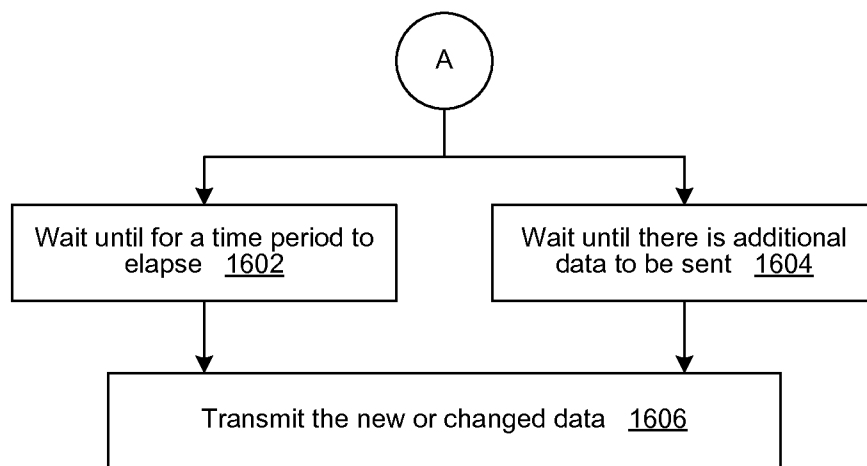 A
Wait until for a time period to
elapse 1602
Wait until there is additional
data to be sent 1604
Transmit the new or changed data 1606